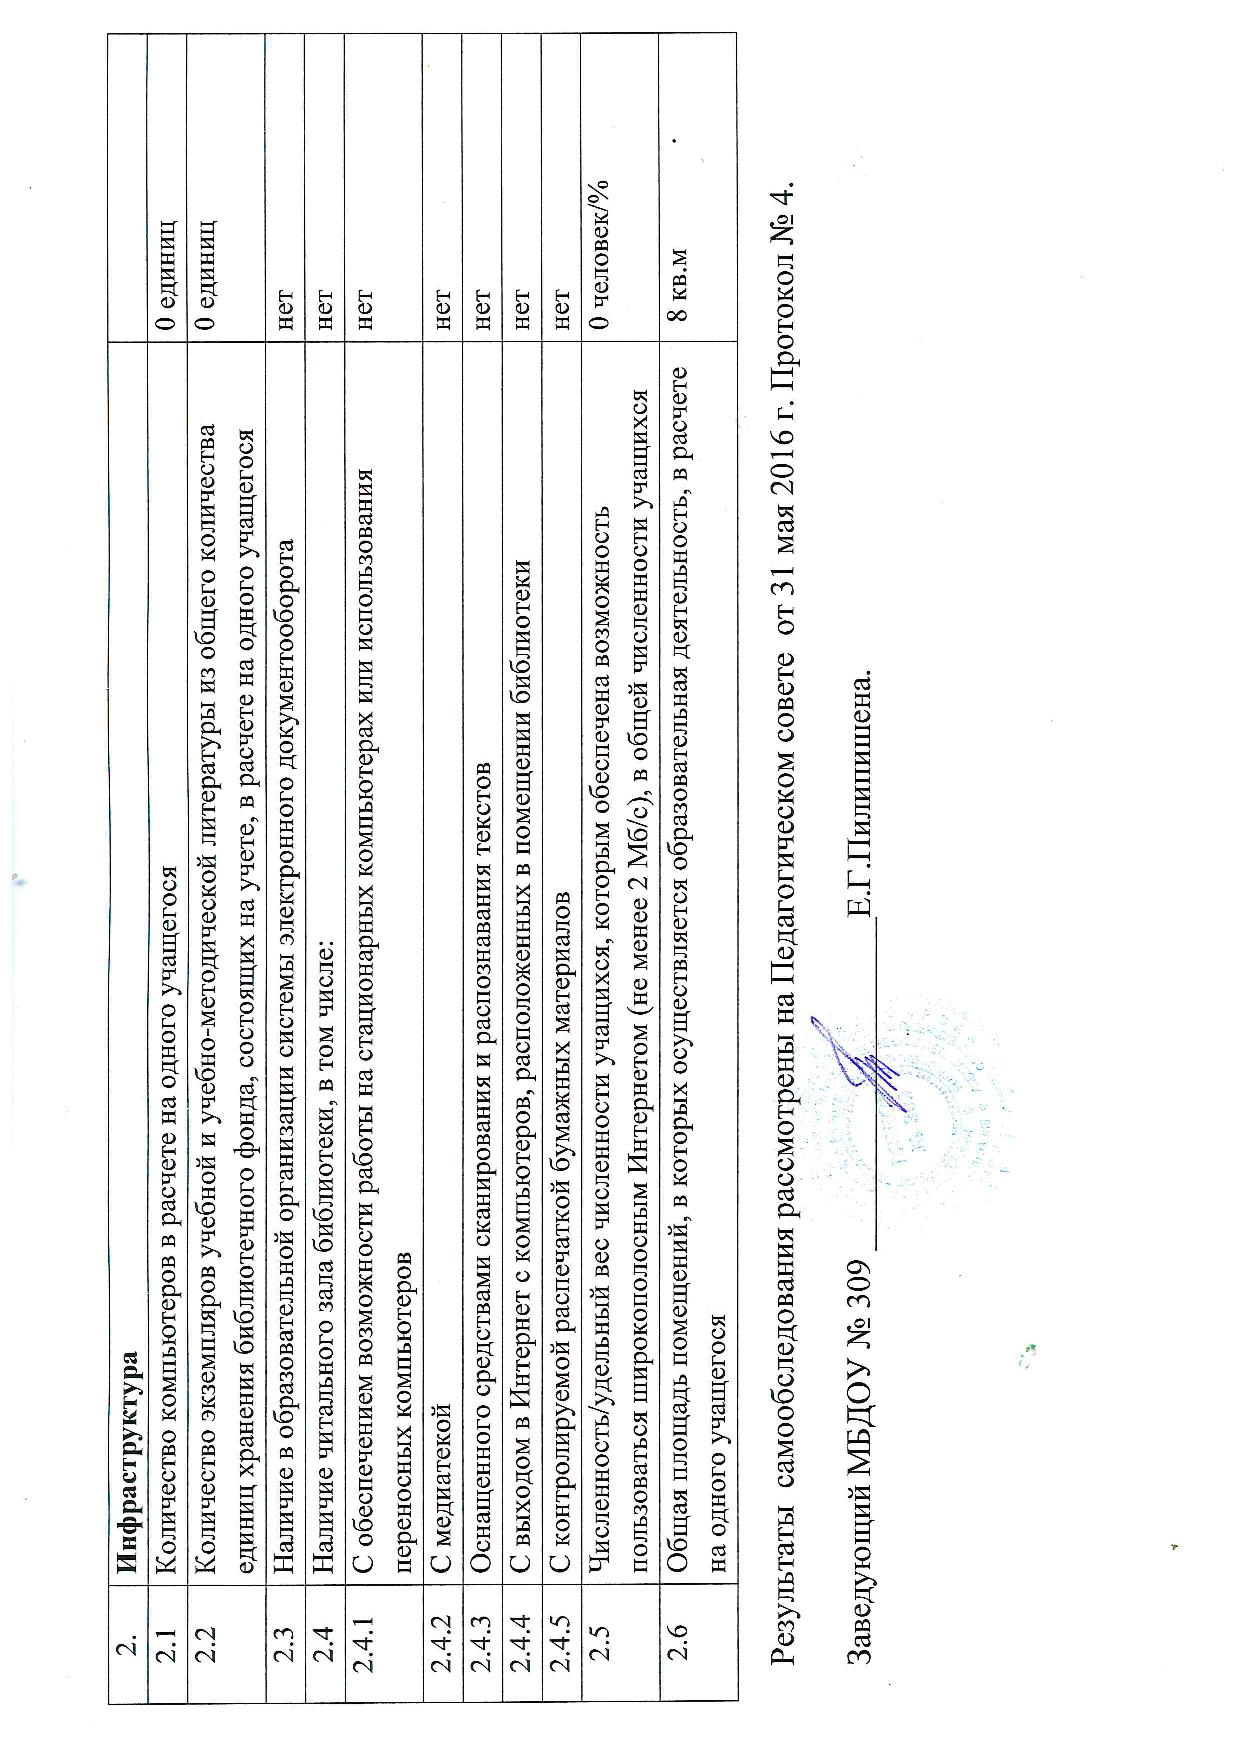 2. Инфраструктура
2.1 Количество компьютеров в расчете на одного учащегося 0 единиц
2.2 Количество экземпляров учебной и учебно-методической литературы из общего количества 0 единиц
единиц хранения библиотечного фонда, состоящих на учете, в расчете на одного учащегося
2.3 Наличие в образовательной организации системы электронного документооборота нет
2.4 Наличие читального зала библиотеки, в том числе: нет
2.4.1 С обеспечением возможности работы на стационарных компьютерах или использования нет
переносных компьютеров
2.4.2 С медиатекой нет
2.4.3 Оснащенного средствами сканирования и распознавания текстов нет
2.4.4 С выходом в Интернет с компьютеров, расположенных в помещении библиотеки нет
2.4.5 С контролируемой распечаткой бумажных материалов нет
2.5 Численность/удельный вес численности учащихся, которым обеспечена возможность 0 человек/%
пользоваться широкополосным Интернетом (не менее 2 Мб/с), в общей численности учащихся
2.6 Общая площадь помещений, в которых осуществляется образовательная деятельность, в расчете 8 кв.м
на одного учащегося
Результаты самообследования рассмотрены на Педагогическом совете от 31 мая 2016 г. Протокол № 4.
Заведующий МБДОУ № 309 Е.Г.Пилипишена.